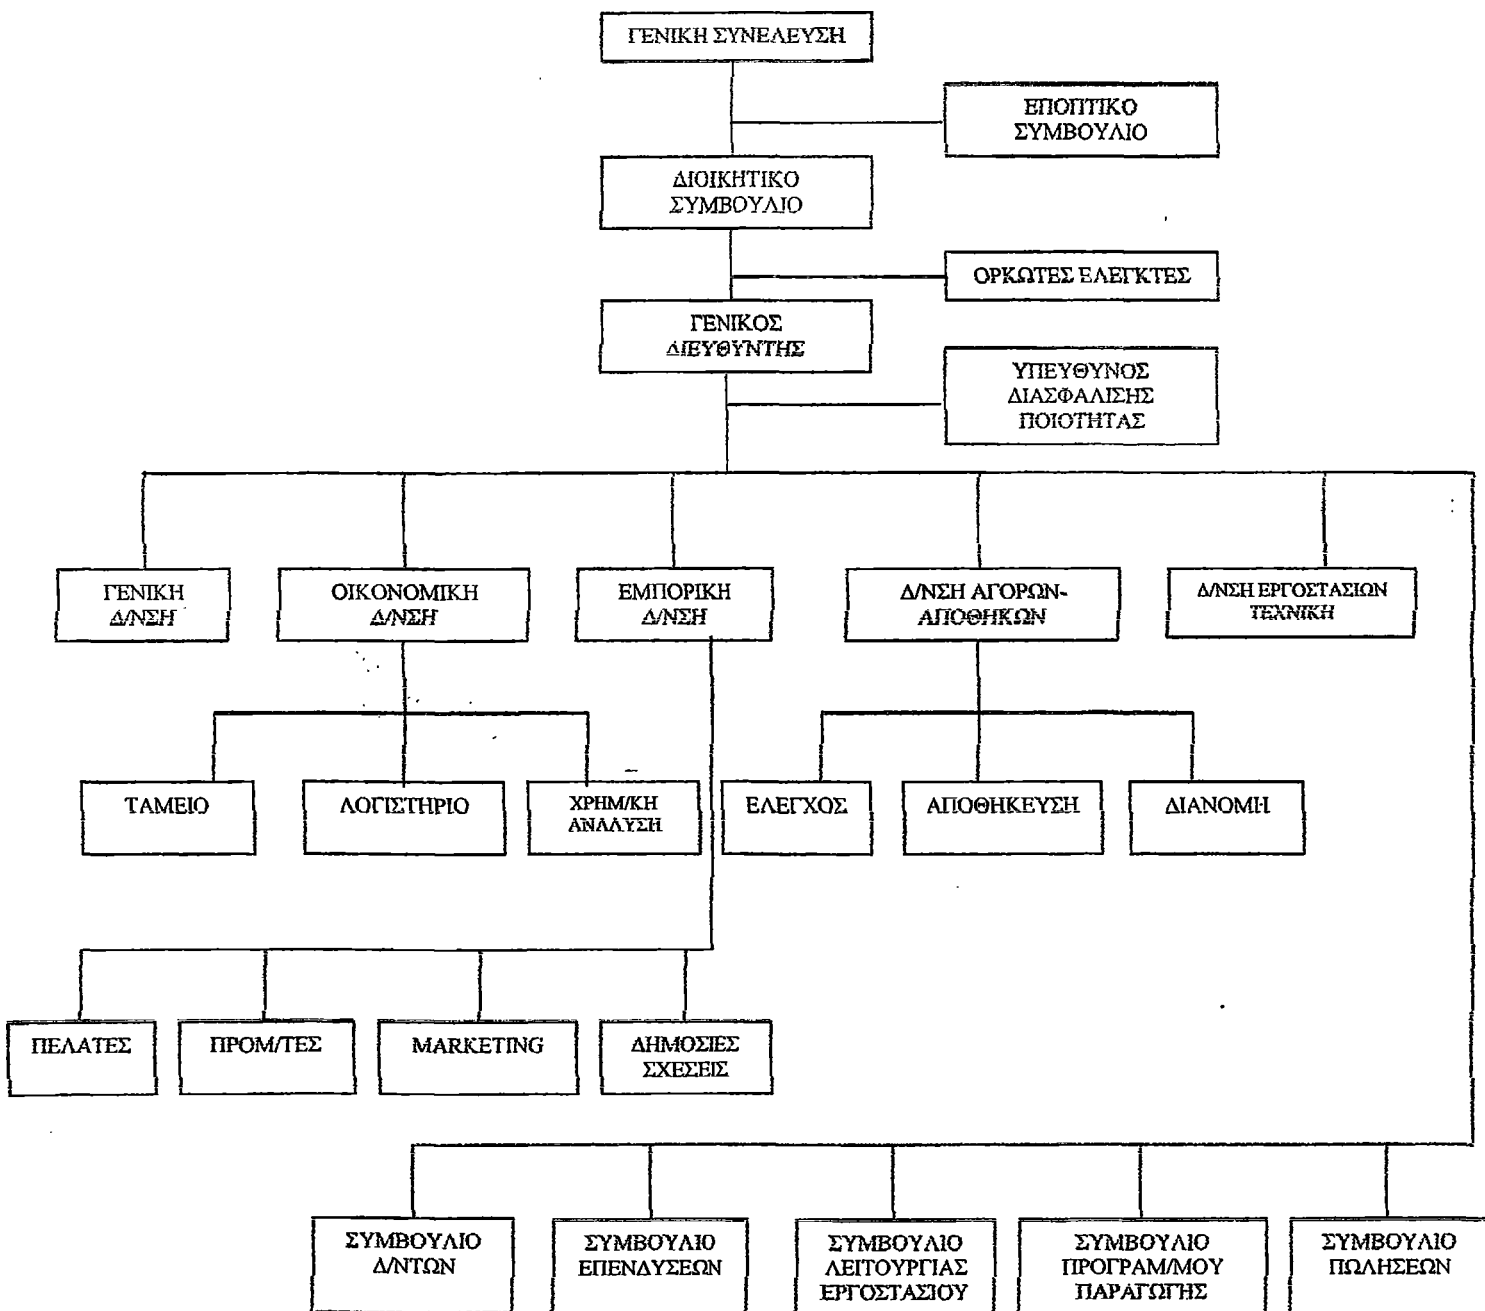 ΓΕΝΙΚΗ ΣΥΝΕΛΕΥΣΗ
ΕΠΟΠΤΙΚΟ
ΣΥΜΒΟΥΛΙΟ
ΔΙΟΙΚΗΤΙΚΟ
ΣΥΜΒΟΥΛΙΟ
ΟΡΚΩΤΕΣ ΕΛΕΓΚΤΕΣ
ΓΕΝΙΚΟΣ
ΔΙΕΥΘΥΝΤΗΣ
ΥΠΕΥΘΥΝΟΣ
ΔΙΑΣΦΑΛΙΣΗΣ
ΠΟΙΟΤΗΤΑΣ
ΓΕΝΙΚΗ
Δ/ΝΣΗ
ΟΙΚΟΝΟΜΙΚΗ
Δ/ΝΣΗ
ΕΜΠΟΡΙΚΗ
Δ/ΝΣΗ
Δ/ΝΣΗ ΑΓΟΡΩΝ-
ΑΠΟΘΗΚΩΝ
Δ/ΝΣΗ ΕΡΓΟΣΤΑΣΙΩΝ
ΤΕΧΝΙΚΗ
ΤΑΜΕΙΟ
ΛΟΓΙΣΤΗΡΙΟ
ΧΡΗΜ/ΚΗ
ΑΝΑΛΥΣΗ
ΕΛΕΓΧΟΣ
ΑΠΟΘΗΚΕΥΣΗ
ΔΙΑΝΟΜΗ
ΠΕΛΑΤΕΣ
ΠΡΟΜ/ΤΕΣ
MARKETING
ΔΗΜΟΣΙΕΣ
ΣΧΕΣΕΙΣ
ΣΥΜΒΟΥΛΙΟ
Δ/ΝΤΩΝ
ΣΥΜΒΟΥΛΙΟ
ΕΠΕΝΔΥΣΕΩΝ
ΣΥΜΒΟΥΛΙΟ
ΛΕΙΤΟΥΡΓΙΑΣ
ΕΡΓΟΣΤΑΣΙΟΥ
ΣΥΜΒΟΥΛΙΟ
ΠΡΟΓΡΑΜ/ΜΟΥ
ΠΑΡΑΓΩΓΗΣ
ΣΥΜΒΟΥΛΙΟ
ΠΩΛΗΣΕΩΝ